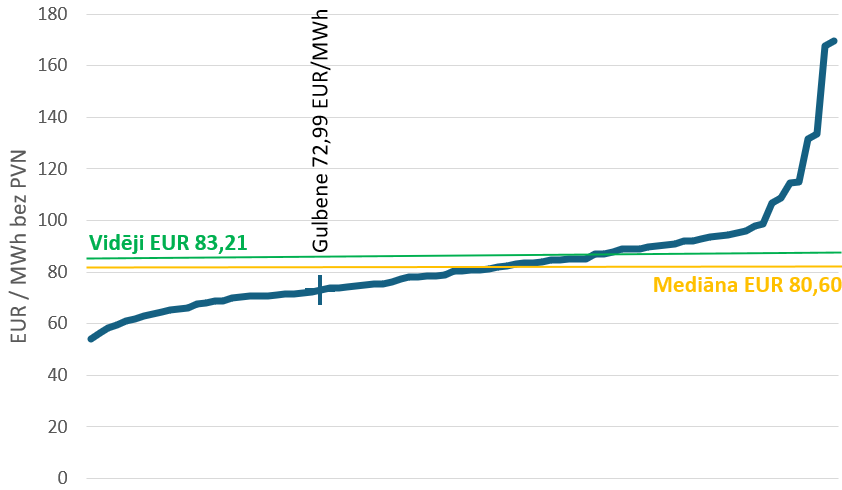 180
160
140
120
100
80
60
40
20
0
EUR / MWh bez PVN
Gulbene 72,99 EUR/MWh
Vidēji EUR 83,21
Mediāna EUR 80,60